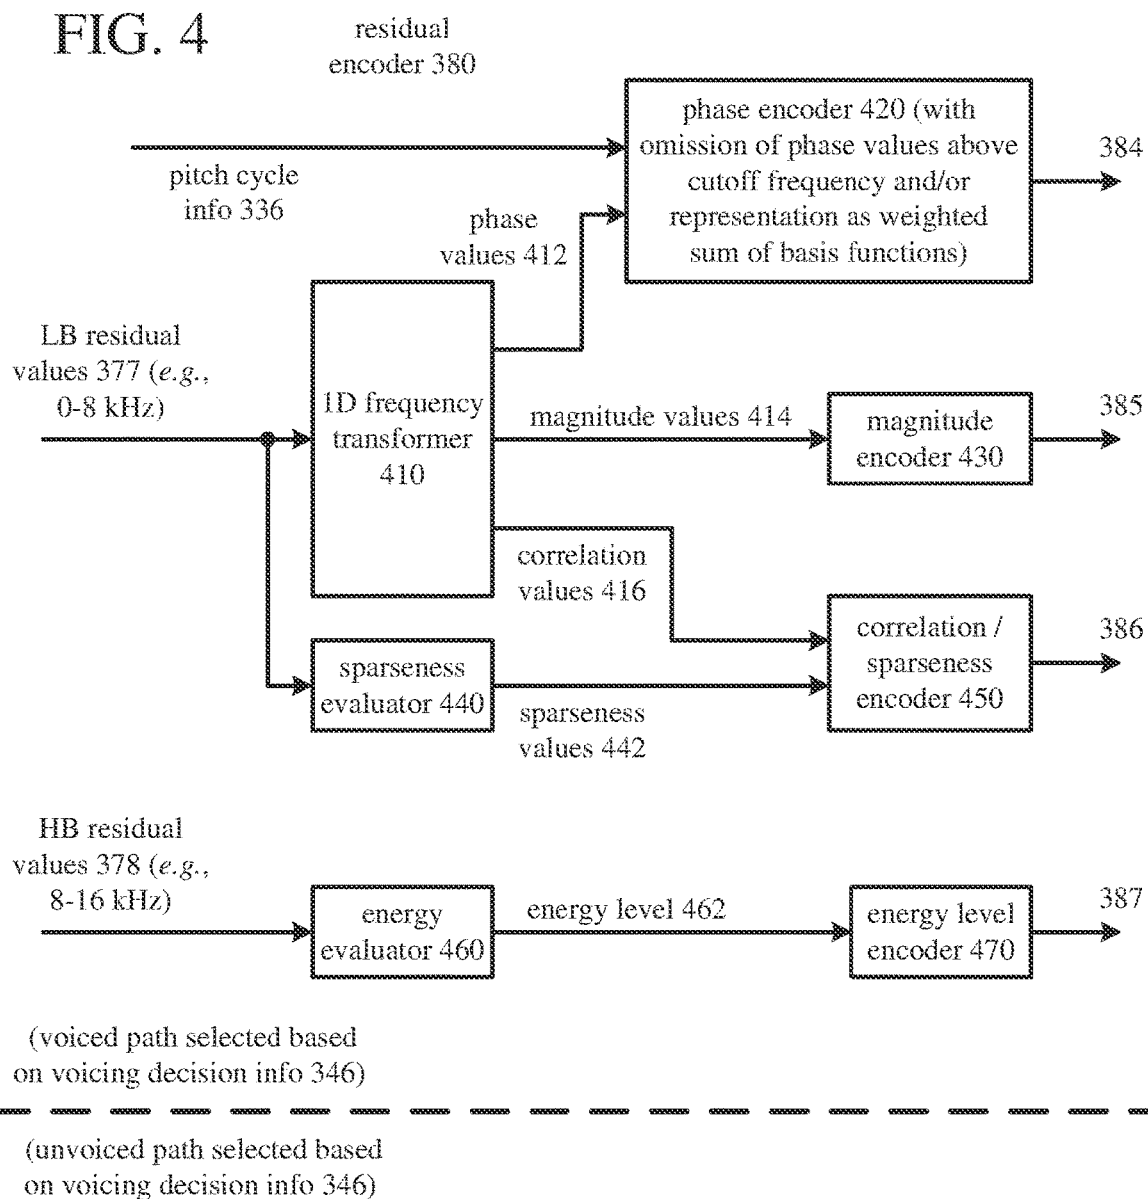 FIG. 4
residual
encoder 380
phase encoder 420 (with
omission of phase values above
cutoff frequency and/or
representation as weighted
sum of basis functions)
384
pitch cycle
info 336
phase
values 412
LB residual
values 377 (e.g.,
0-8 kHz)
1D frequency
transformer
410
magnitude values 414
magnitude
encoder 430
385
correlation
values 416
sparseness
evaluator 440
sparseness
values 442
correlation /
sparseness
encoder 450
386
HB residual
values 378 (e.g.,
8-16 kHz)
energy
evaluator 460
energy level 462
energy level
encoder 470
387
(voiced path selected based
on voicing decision info 346)
(unvoiced path selected based
on voicing decision info 346)